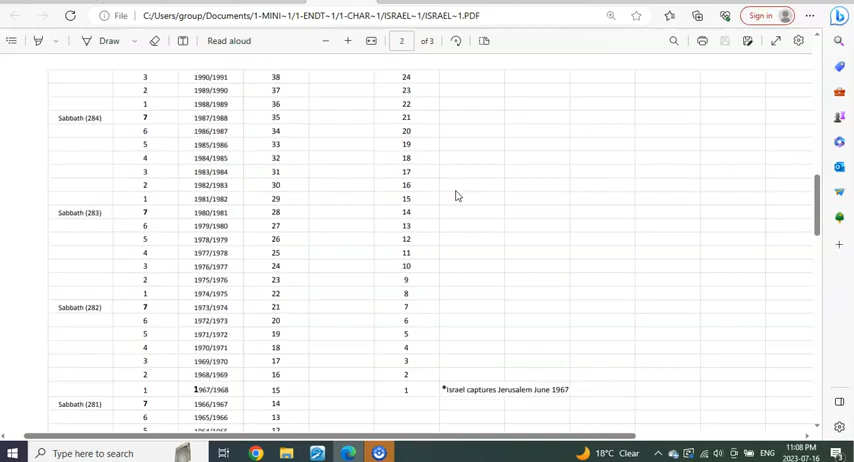 File C:/Users/group/Documents/1-MINI~1/1-ENDT~1/1-CHAR~1/ISRAEL~1/ISRAEL~1.PDF Sign in
Draw Read aloud 2 of 3
3 1990/1991 38 24
2 1989/1990 37 23
1 1988/1989 36 22
Sabbath (284) 7 1987/1988 35 21
6 1986/1987 34 20
5 1985/1986 33 19
4 1984/1985 32 18
3 1983/1984 31 17
2 1982/1983 30 16
1 1981/1982 29 15
Sabbath (283) 7 1980/1981 28 14
6 1979/1980 27 13
5 1978/1979 26 12
4 1977/1978 25 11
3 1976/1977 24 10
2 1975/1976 23 9
1 1974/1975 22 8
Sabbath (282) 7 1973/1974 21 7
6 1972/1973 20 6
5 1971/1972 19 5
4 1970/1971 18 4
3 1969/1970 17 3
2 1968/1969 16 2
1 1967/1968 15 1 *Israel captures Jerusalem June 1967
Sabbath (281) 7 1966/1967 14
6 1965/1966 13
5 1964/1965 12
Type here to search 18°C Clear ENG 11:08 PM
2023-07-16